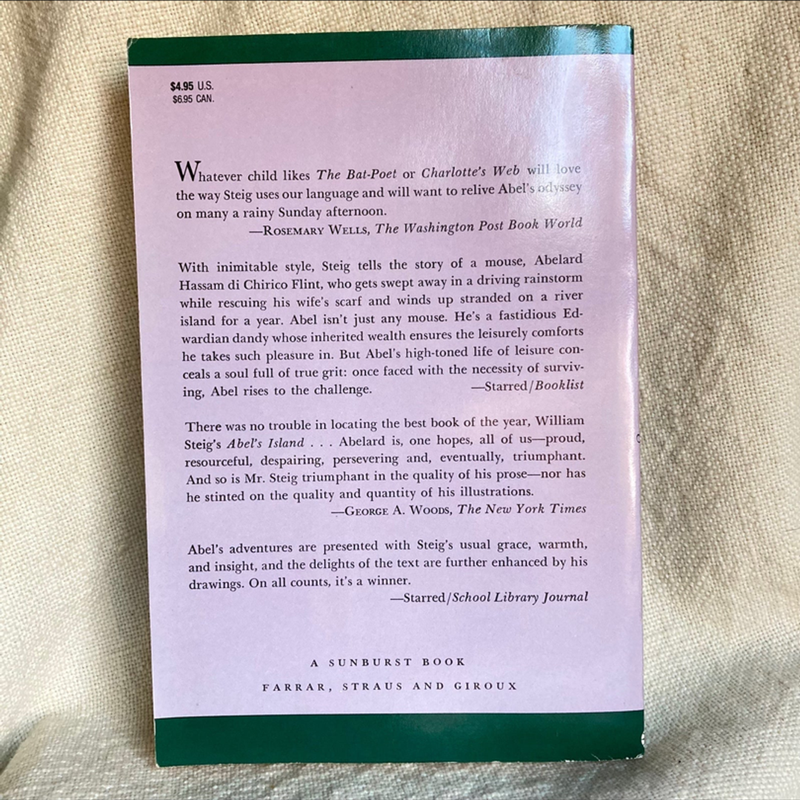 $4.95 U.S.
$6.95 CAN.
Whatever child likes The Bat-Poet or Charlotte's Web will love
the way Steig uses our language and will want to relive Abel's odyssey
on many a rainy Sunday afternoon.
—ROSEMARY WELLS, The Washington Post Book World
With inimitable style, Steig tells the story of a mouse, Abelard
Hassam di Chirico Flint, who gets swept away in a driving rainstorm
while rescuing his wife's scarf and winds up stranded on a river
island for a year. Abel isn't just any mouse. He's a fastidious Ed-
wardian dandy whose inherited wealth ensures the leisurely comforts
he takes such pleasure in. But Abel's high-toned life of leisure con-
ceals a soul full of true grit: once faced with the necessity of surviv-
ing, Abel rises to the challenge. —Starred/Booklist
There was no trouble in locating the best book of the year, William
Steig's Abel's Island . . . Abelard is, one hopes, all of us—proud,
resourceful, despairing, persevering and, eventually, triumphant.
And so is Mr. Steig triumphant in the quality of his prose—nor has
he stinted on the quality and quantity of his illustrations.
—GEORGE A. WOODS, The New York Times
Abel's adventures are presented with Steig's usual grace, warmth,
and insight, and the delights of the text are further enhanced by his
drawings. On all counts, it's a winner.
—Starred/School Library Journal
A SUNBURST BOOK
FARRAR, STRAUS AND GIROUX